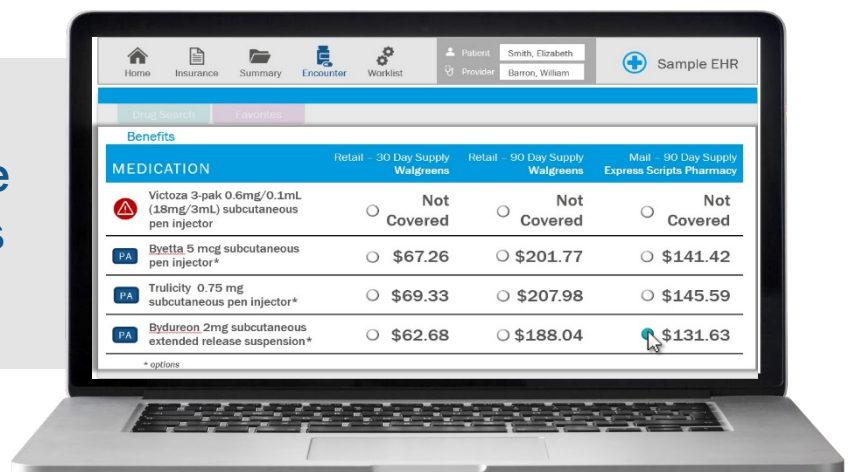 Home Insurance Summary Encounter Worklist
Patient Smith, Elizabeth
Provider Barron, William
Sample EHR
Drug Search Favorites
Benefits
MEDICATION
Retail – 30 Day Supply
Walgreens
Retail – 90 Day Supply
Walgreens
Mail – 90 Day Supply
Express Scripts Pharmacy
Victoza 3-pak 0.6mg/0.1mL
(18mg/3mL) subcutaneous
pen injector
Not
Covered
Not
Covered
Not
Covered
PA
Byetta 5 mcg subcutaneous
pen injector*
$67.26 $201.77 $141.42
PA
Trulicity 0.75 mg
subcutaneous pen injector*
$69.33 $207.98 $145.59
PA
Bydureon 2mg subcutaneous
extended release suspension*
$62.68 $188.04 $131.63
* options